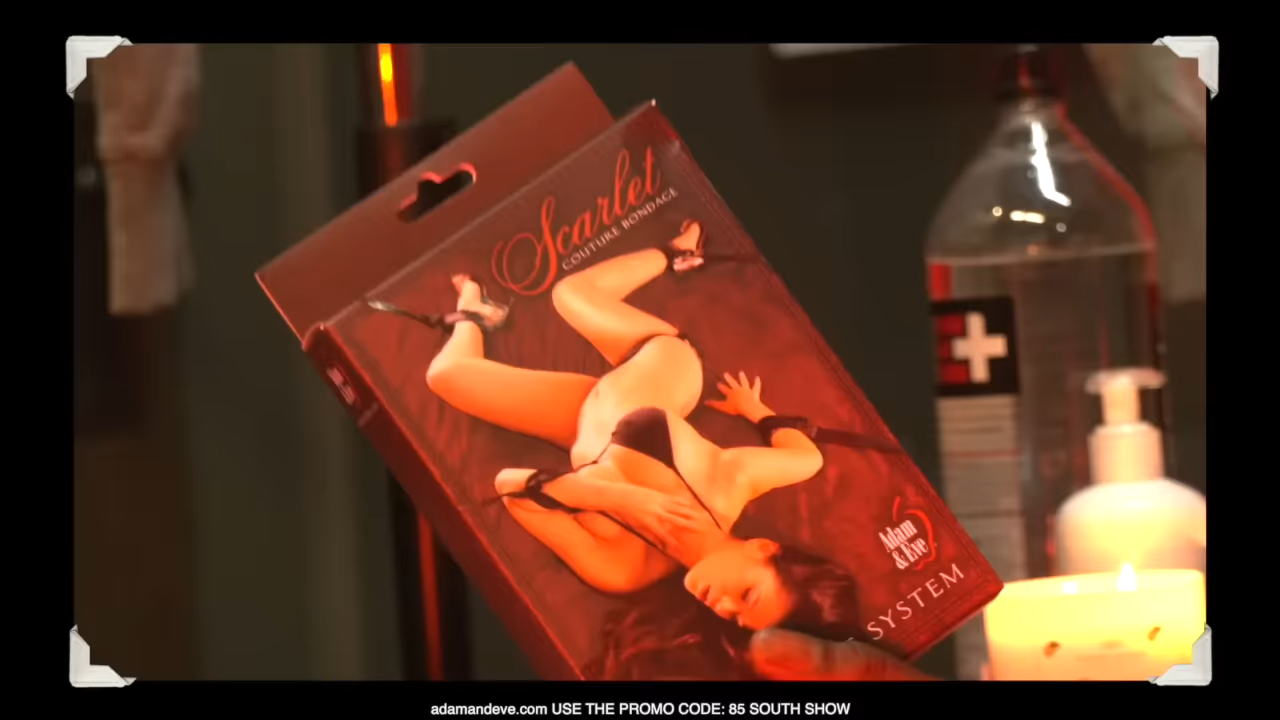 Scarlet
COUTURE BONDAGE
Adam
& Eve
SYSTEM
adamandeve.com USE THE PROMO CODE: 85 SOUTH SHOW